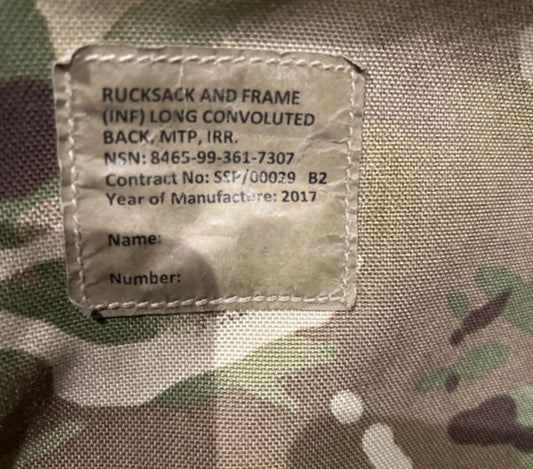 RUCKSACK AND FRAME
(INF) LONG CONVOLUTED
BACK, MTP, IRR.
NSN: 8465-99-361-7307
Contract No: SSP/00029 B2
Year of Manufacture: 2017
Name:
Number: